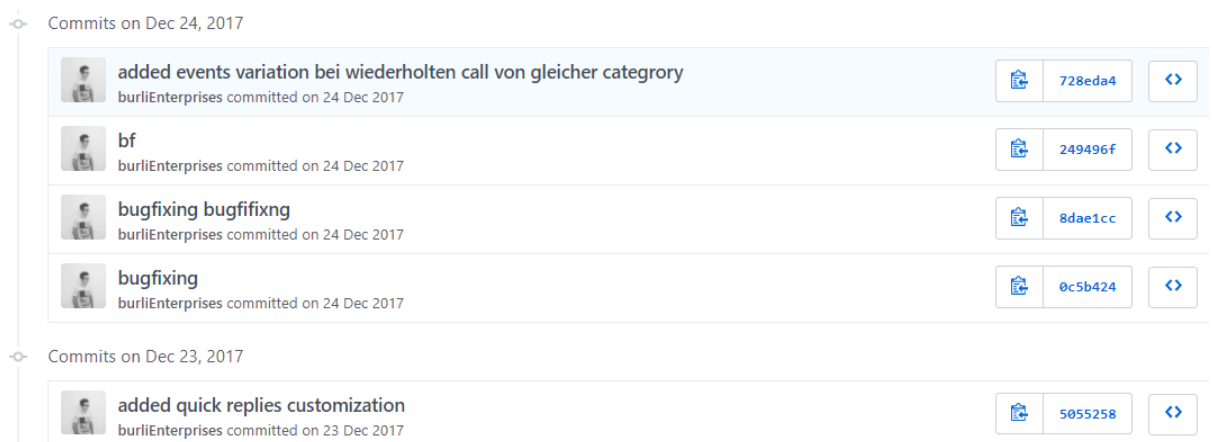 Commits on Dec 24, 2017
added events variation bei wiederholten call von gleicher categrory
burliEnterprises committed on 24 Dec 2017
728eda4
bf
burliEnterprises committed on 24 Dec 2017
249496f
bugfixing bugfifixng
burliEnterprises committed on 24 Dec 2017
8dae1cc
bugfixing
burliEnterprises committed on 24 Dec 2017
0c5b424
Commits on Dec 23, 2017
added quick replies customization
burliEnterprises committed on 23 Dec 2017
5055258